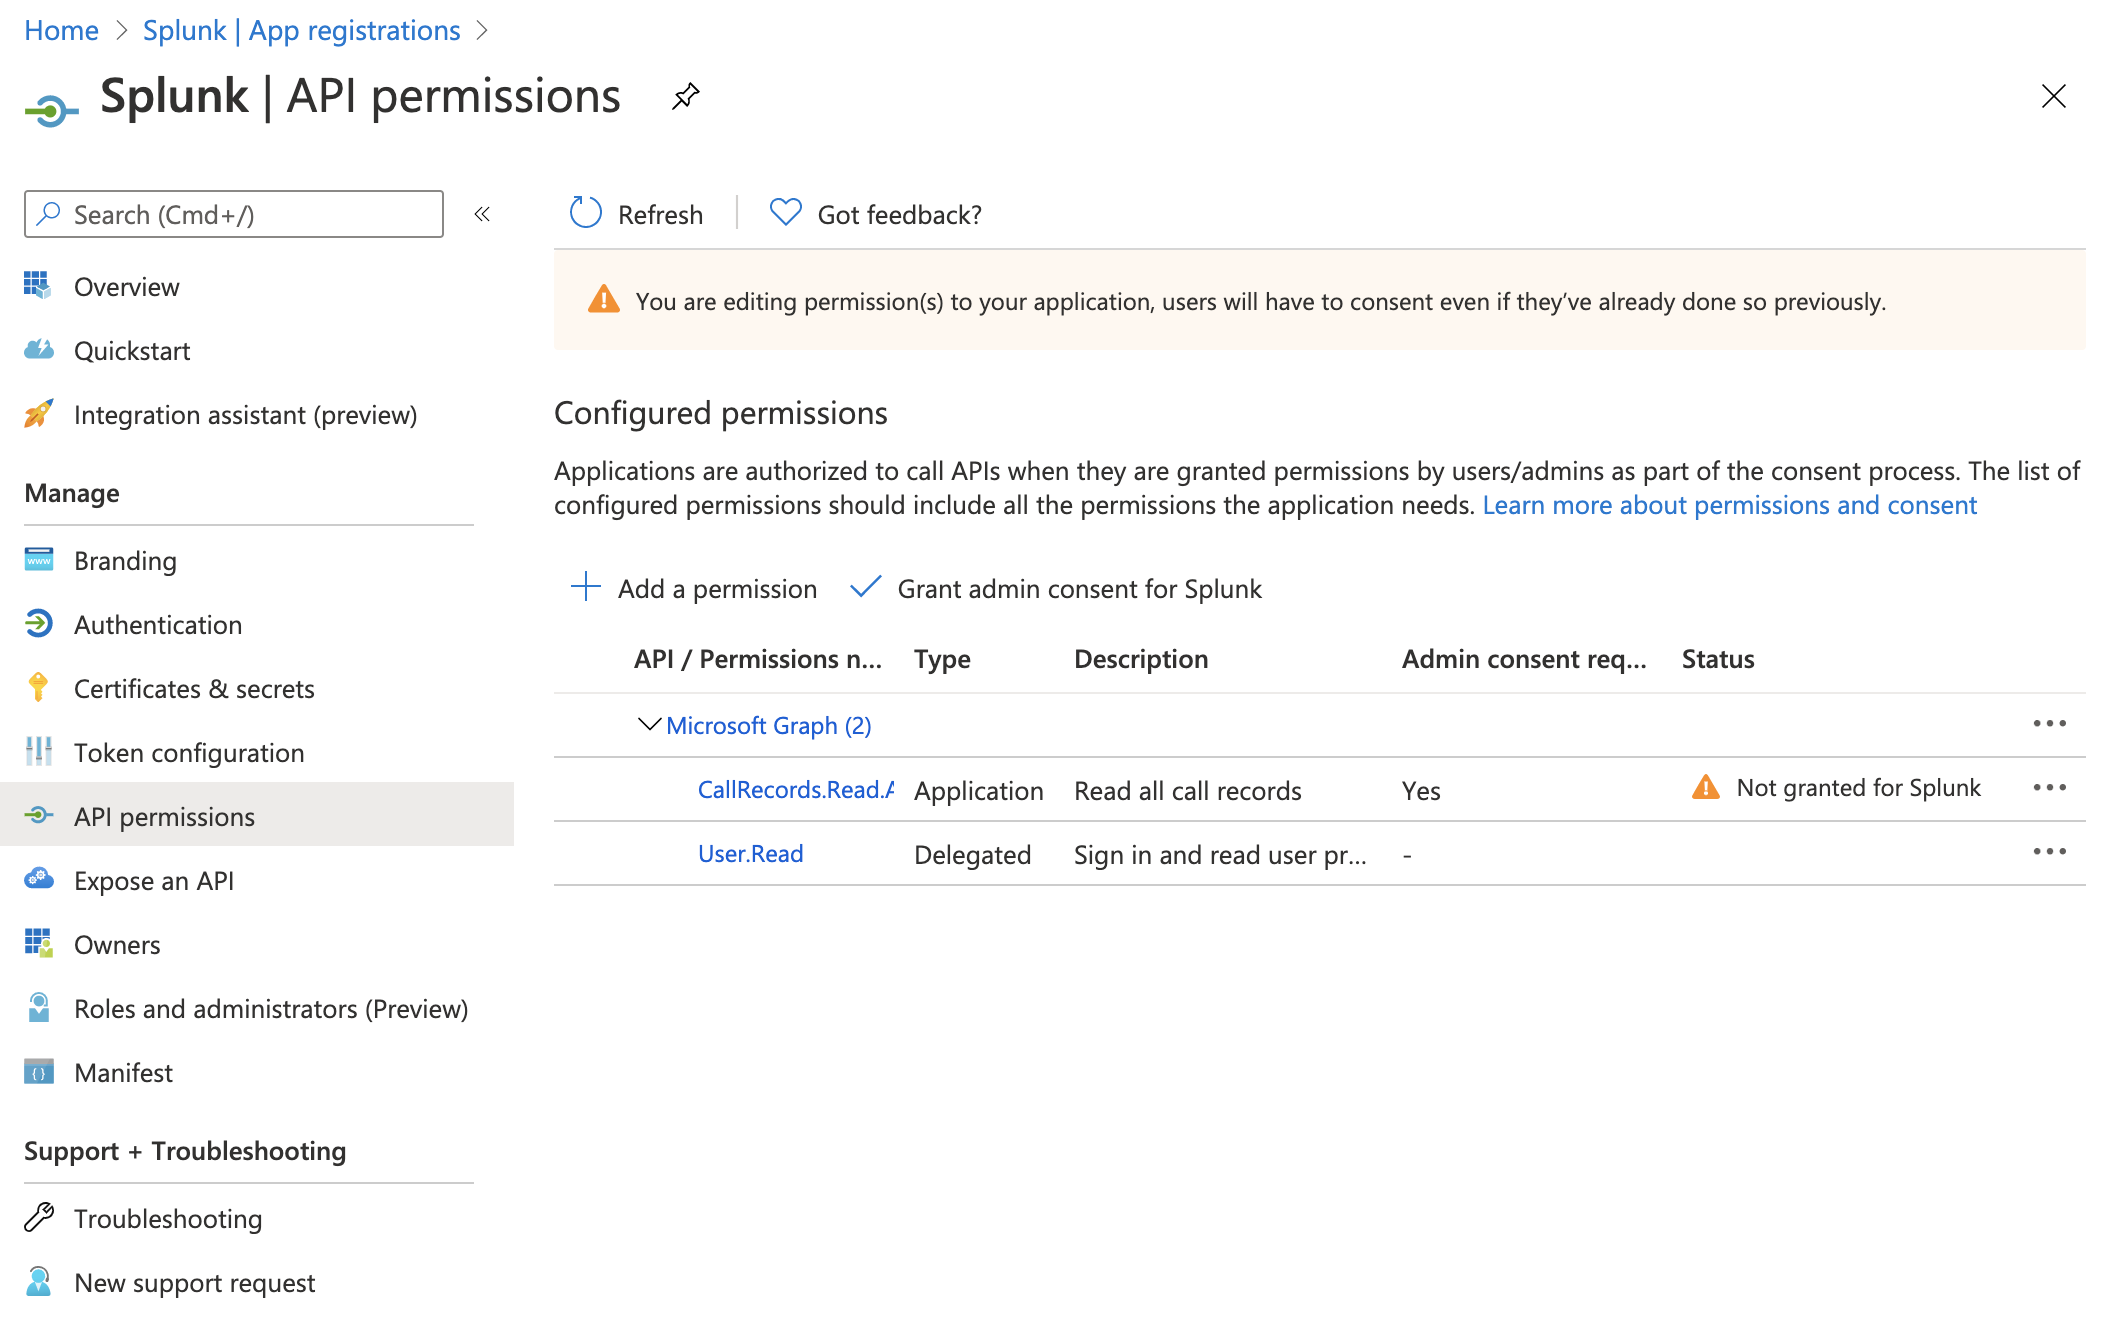 Home > Splunk | App registrations >
Splunk | API permissions
Search (Cmd+/)
«
Refresh
Got feedback?
Overview
Quickstart
Integration assistant (preview)
Manage
Branding
Authentication
Certificates & secrets
Token configuration
API permissions
Expose an API
Owners
Roles and administrators (Preview)
Manifest
Support + Troubleshooting
Troubleshooting
New support request
You are editing permission(s) to your application, users will have to consent even if they’ve already done so previously.
Configured permissions
Applications are authorized to call APIs when they are granted permissions by users/admins as part of the consent process. The list of
configured permissions should include all the permissions the application needs. Learn more about permissions and consent
Add a permission
Grant admin consent for Splunk
API / Permissions n... Type Description Admin consent req... Status
Microsoft Graph (2) •••
CallRecords.Read.A Application Read all call records Yes Not granted for Splunk •••
User.Read Delegated Sign in and read user pr... - •••